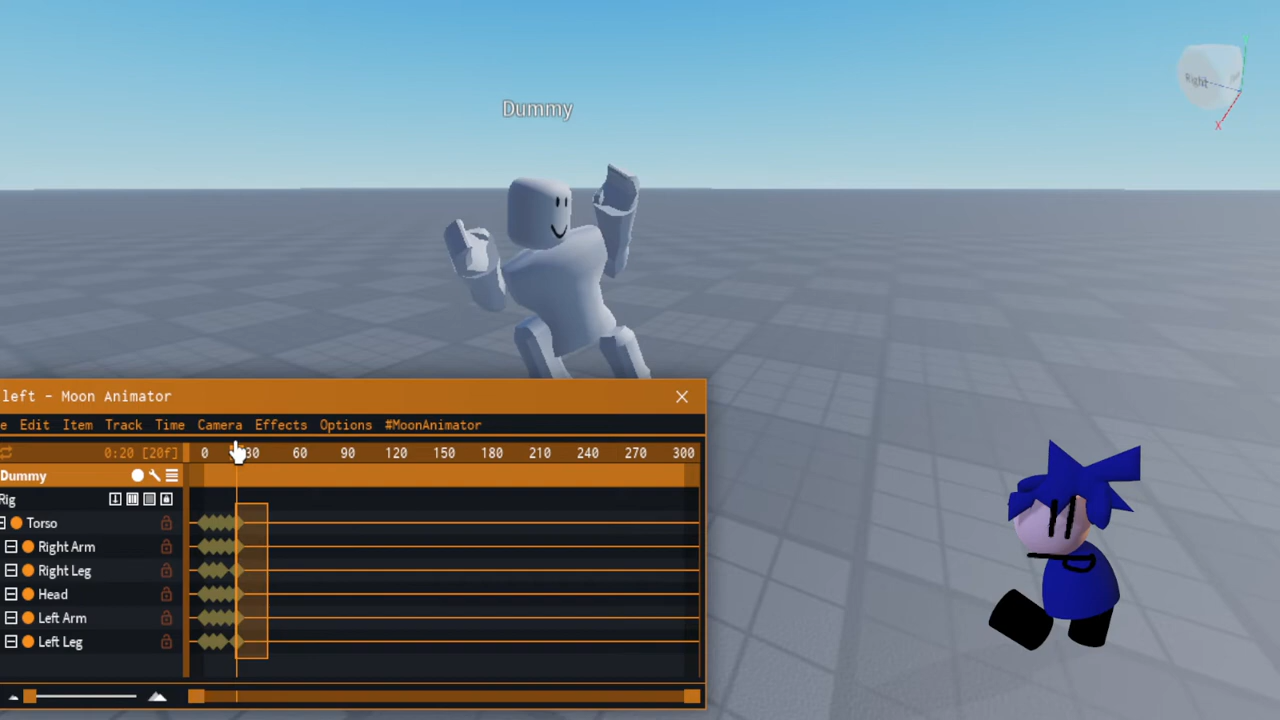 Right
X
Dummy
left - Moon Animator
e Edit Item Track Time Camera Effects Options #MoonAnimator
0:20 [20f] 0 30 60 90 120 150 180 210 240 270 300
Dummy
Rig
Torso
Right Arm
Right Leg
Head
Left Arm
Left Leg